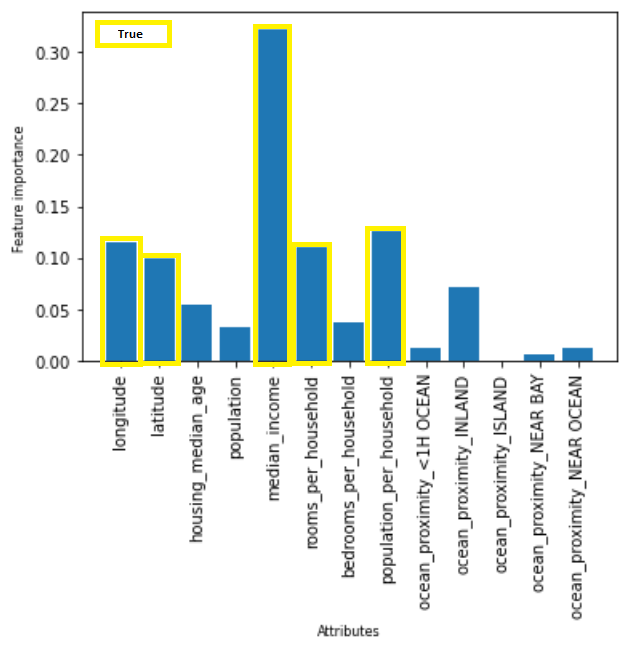 True
0.30
0.25
0.20
0.15
0.10
0.05
0.00
Feature importance
longitude
latitude
housing_median_age
population
median_income
rooms_per_household
bedrooms_per_household
population_per_household
ocean_proximity_<1H OCEAN
ocean_proximity_INLAND
ocean_proximity_ISLAND
ocean_proximity_NEAR BAY
ocean_proximity_NEAR OCEAN
Attributes